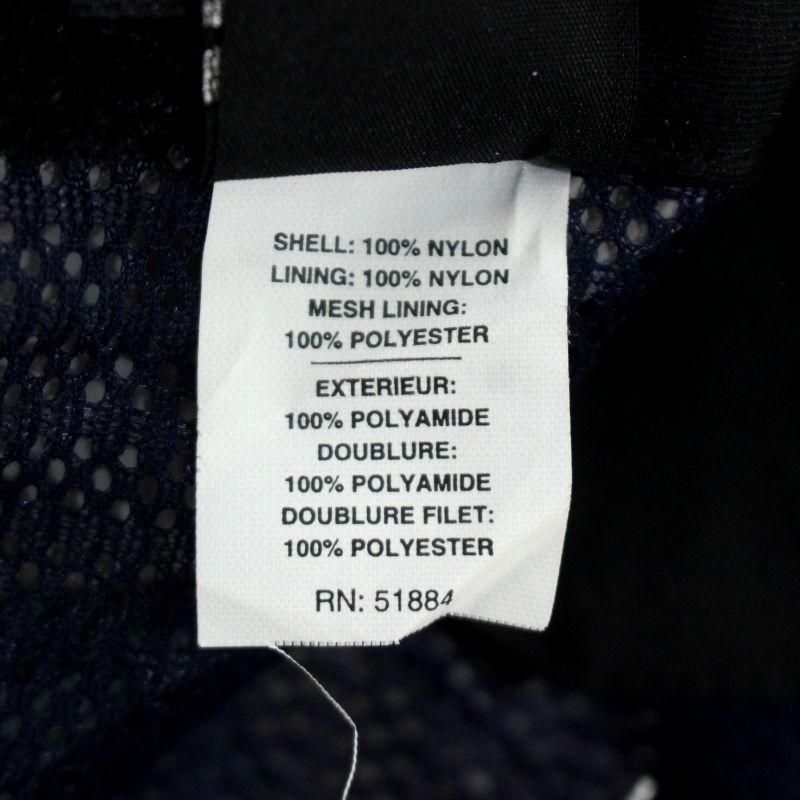 SHELL: 100% NYLON
LINING: 100% NYLON
MESH LINING:
100% POLYESTER
EXTERIEUR:
100% POLYAMIDE
DOUBLURE:
100% POLYAMIDE
DOUBLURE FILET:
100% POLYESTER
RN: 51884